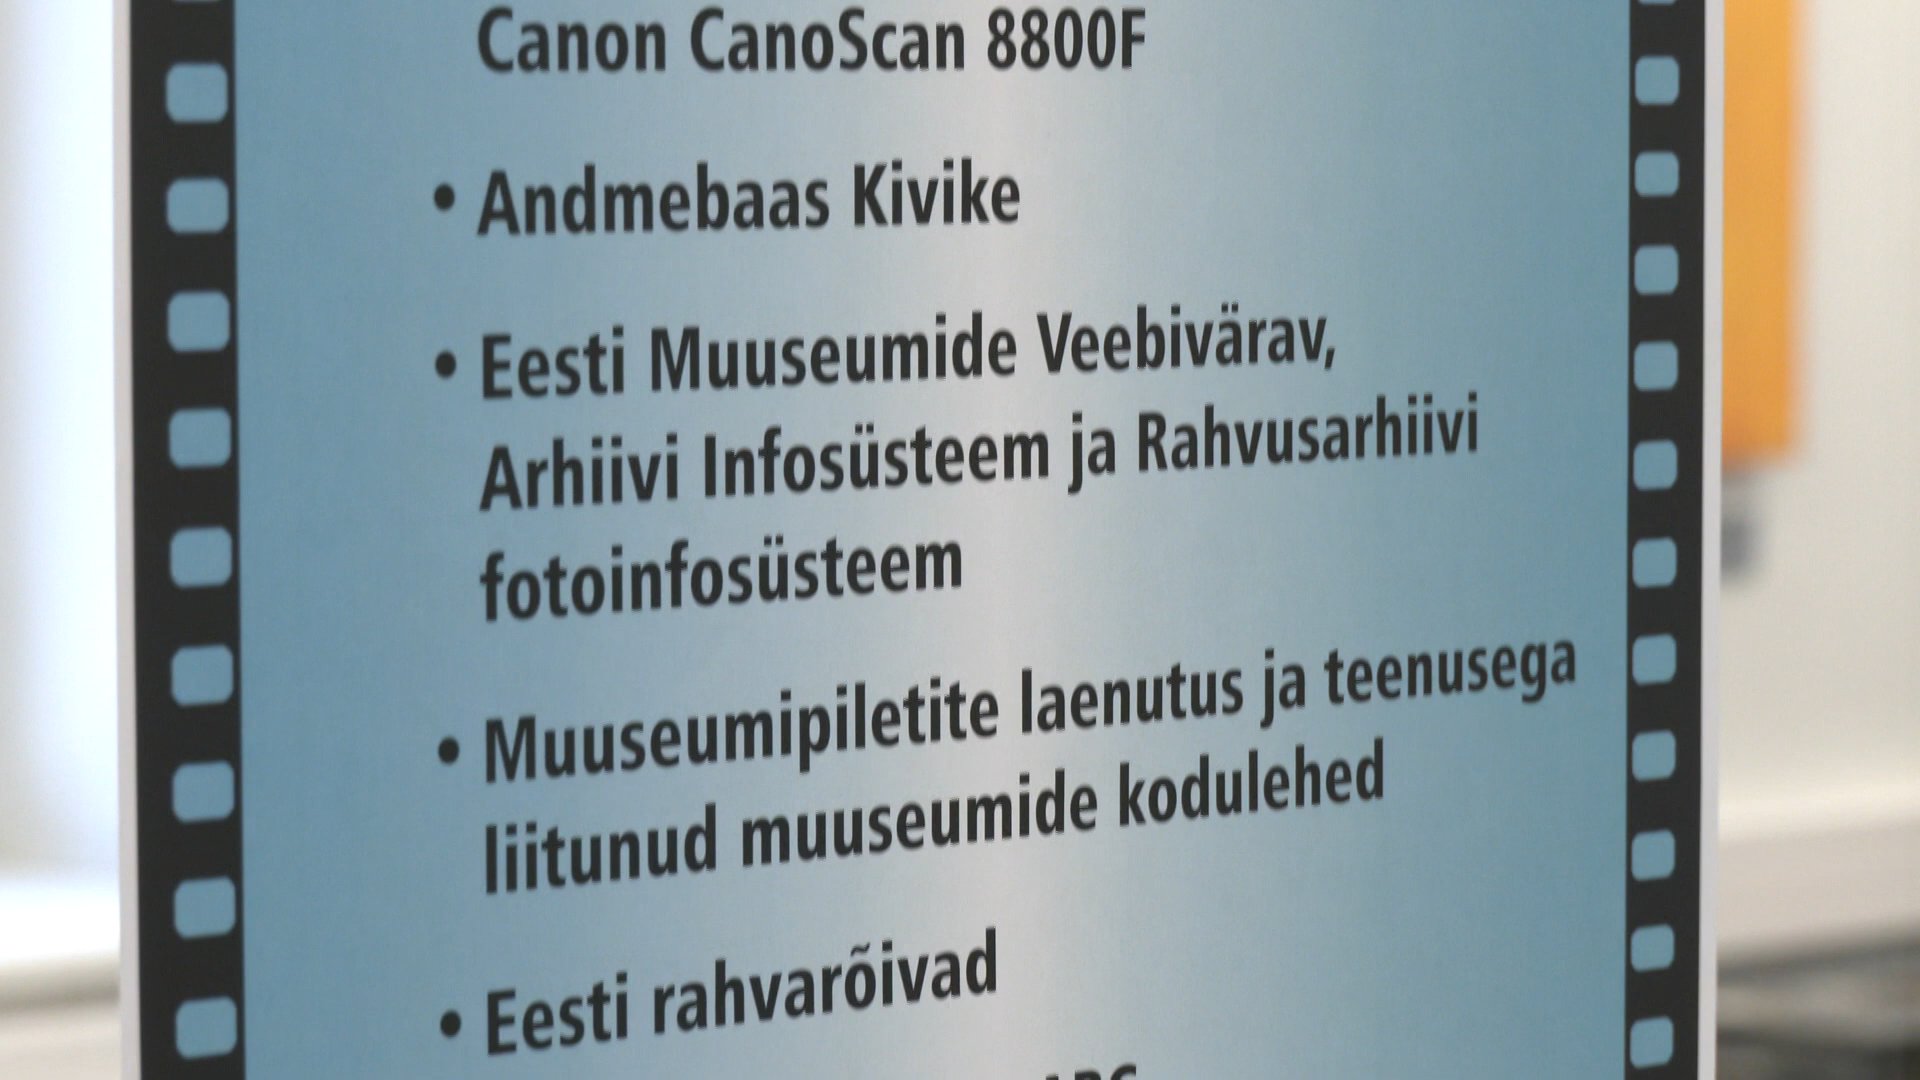 Canon CanoScan 8800F
• Andmebaas Kivike
• Eesti Muuseumide Veebivärav,
Arhiivi Infosüsteem ja Rahvusarhiivi
fotoinfosüsteem
• Muuseumipiletite laenutus ja teenusega
liitunud muuseumide kodulehed
• Eesti rahvarõivad